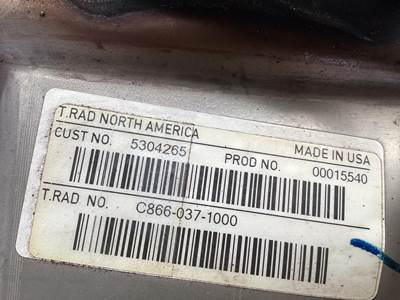 T.RAD NORTH AMERICA MADE IN USA
CUST NO. 5304265 PROD NO. 00015540
T.RAD NO. C866-037-1000